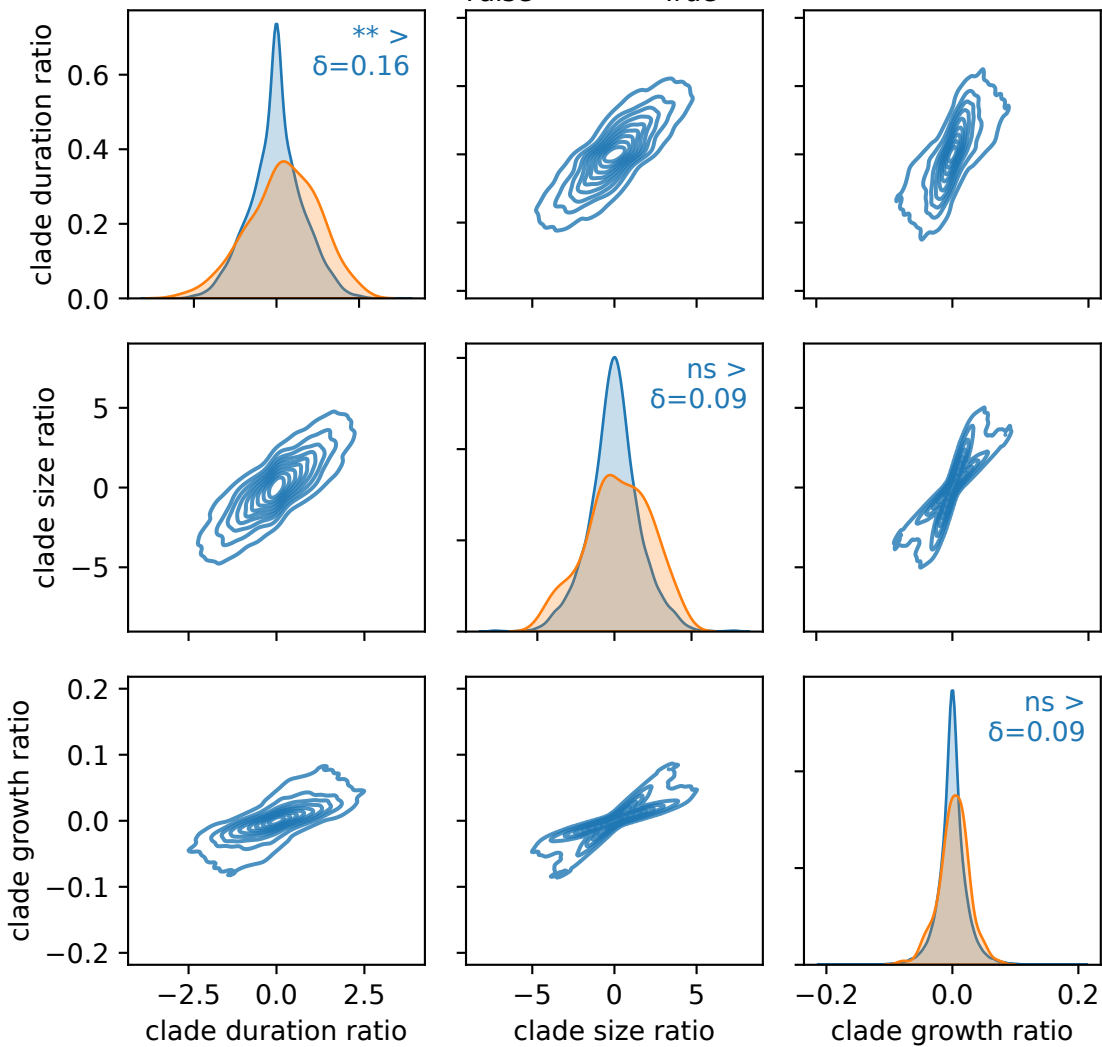 ** >
δ=0.16
clade duration ratio
0.6
0.4
0.2
0.0
ns >
δ=0.09
clade size ratio
5
0
−5
ns >
δ=0.09
clade growth ratio
0.2
0.1
0.0
−0.1
−0.2
−2.5 0.0 2.5
−5 0 5
−0.2 0.0 0.2
clade duration ratio
clade size ratio
clade growth ratio